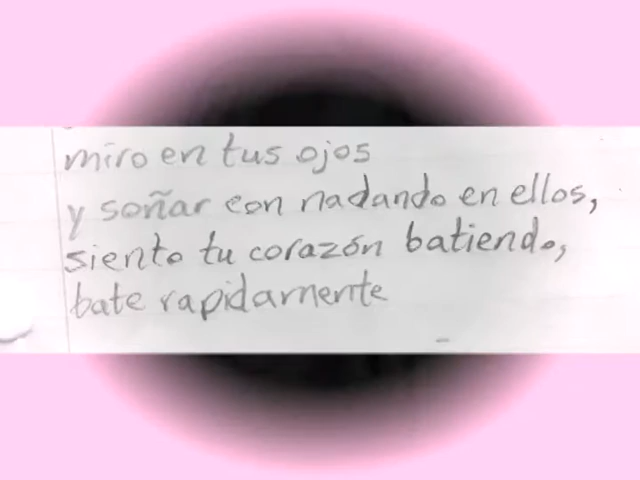 miro en tus ojos
y soñar con nadando en ellos,
siento tu corazón batiendo,
bate rapidamente